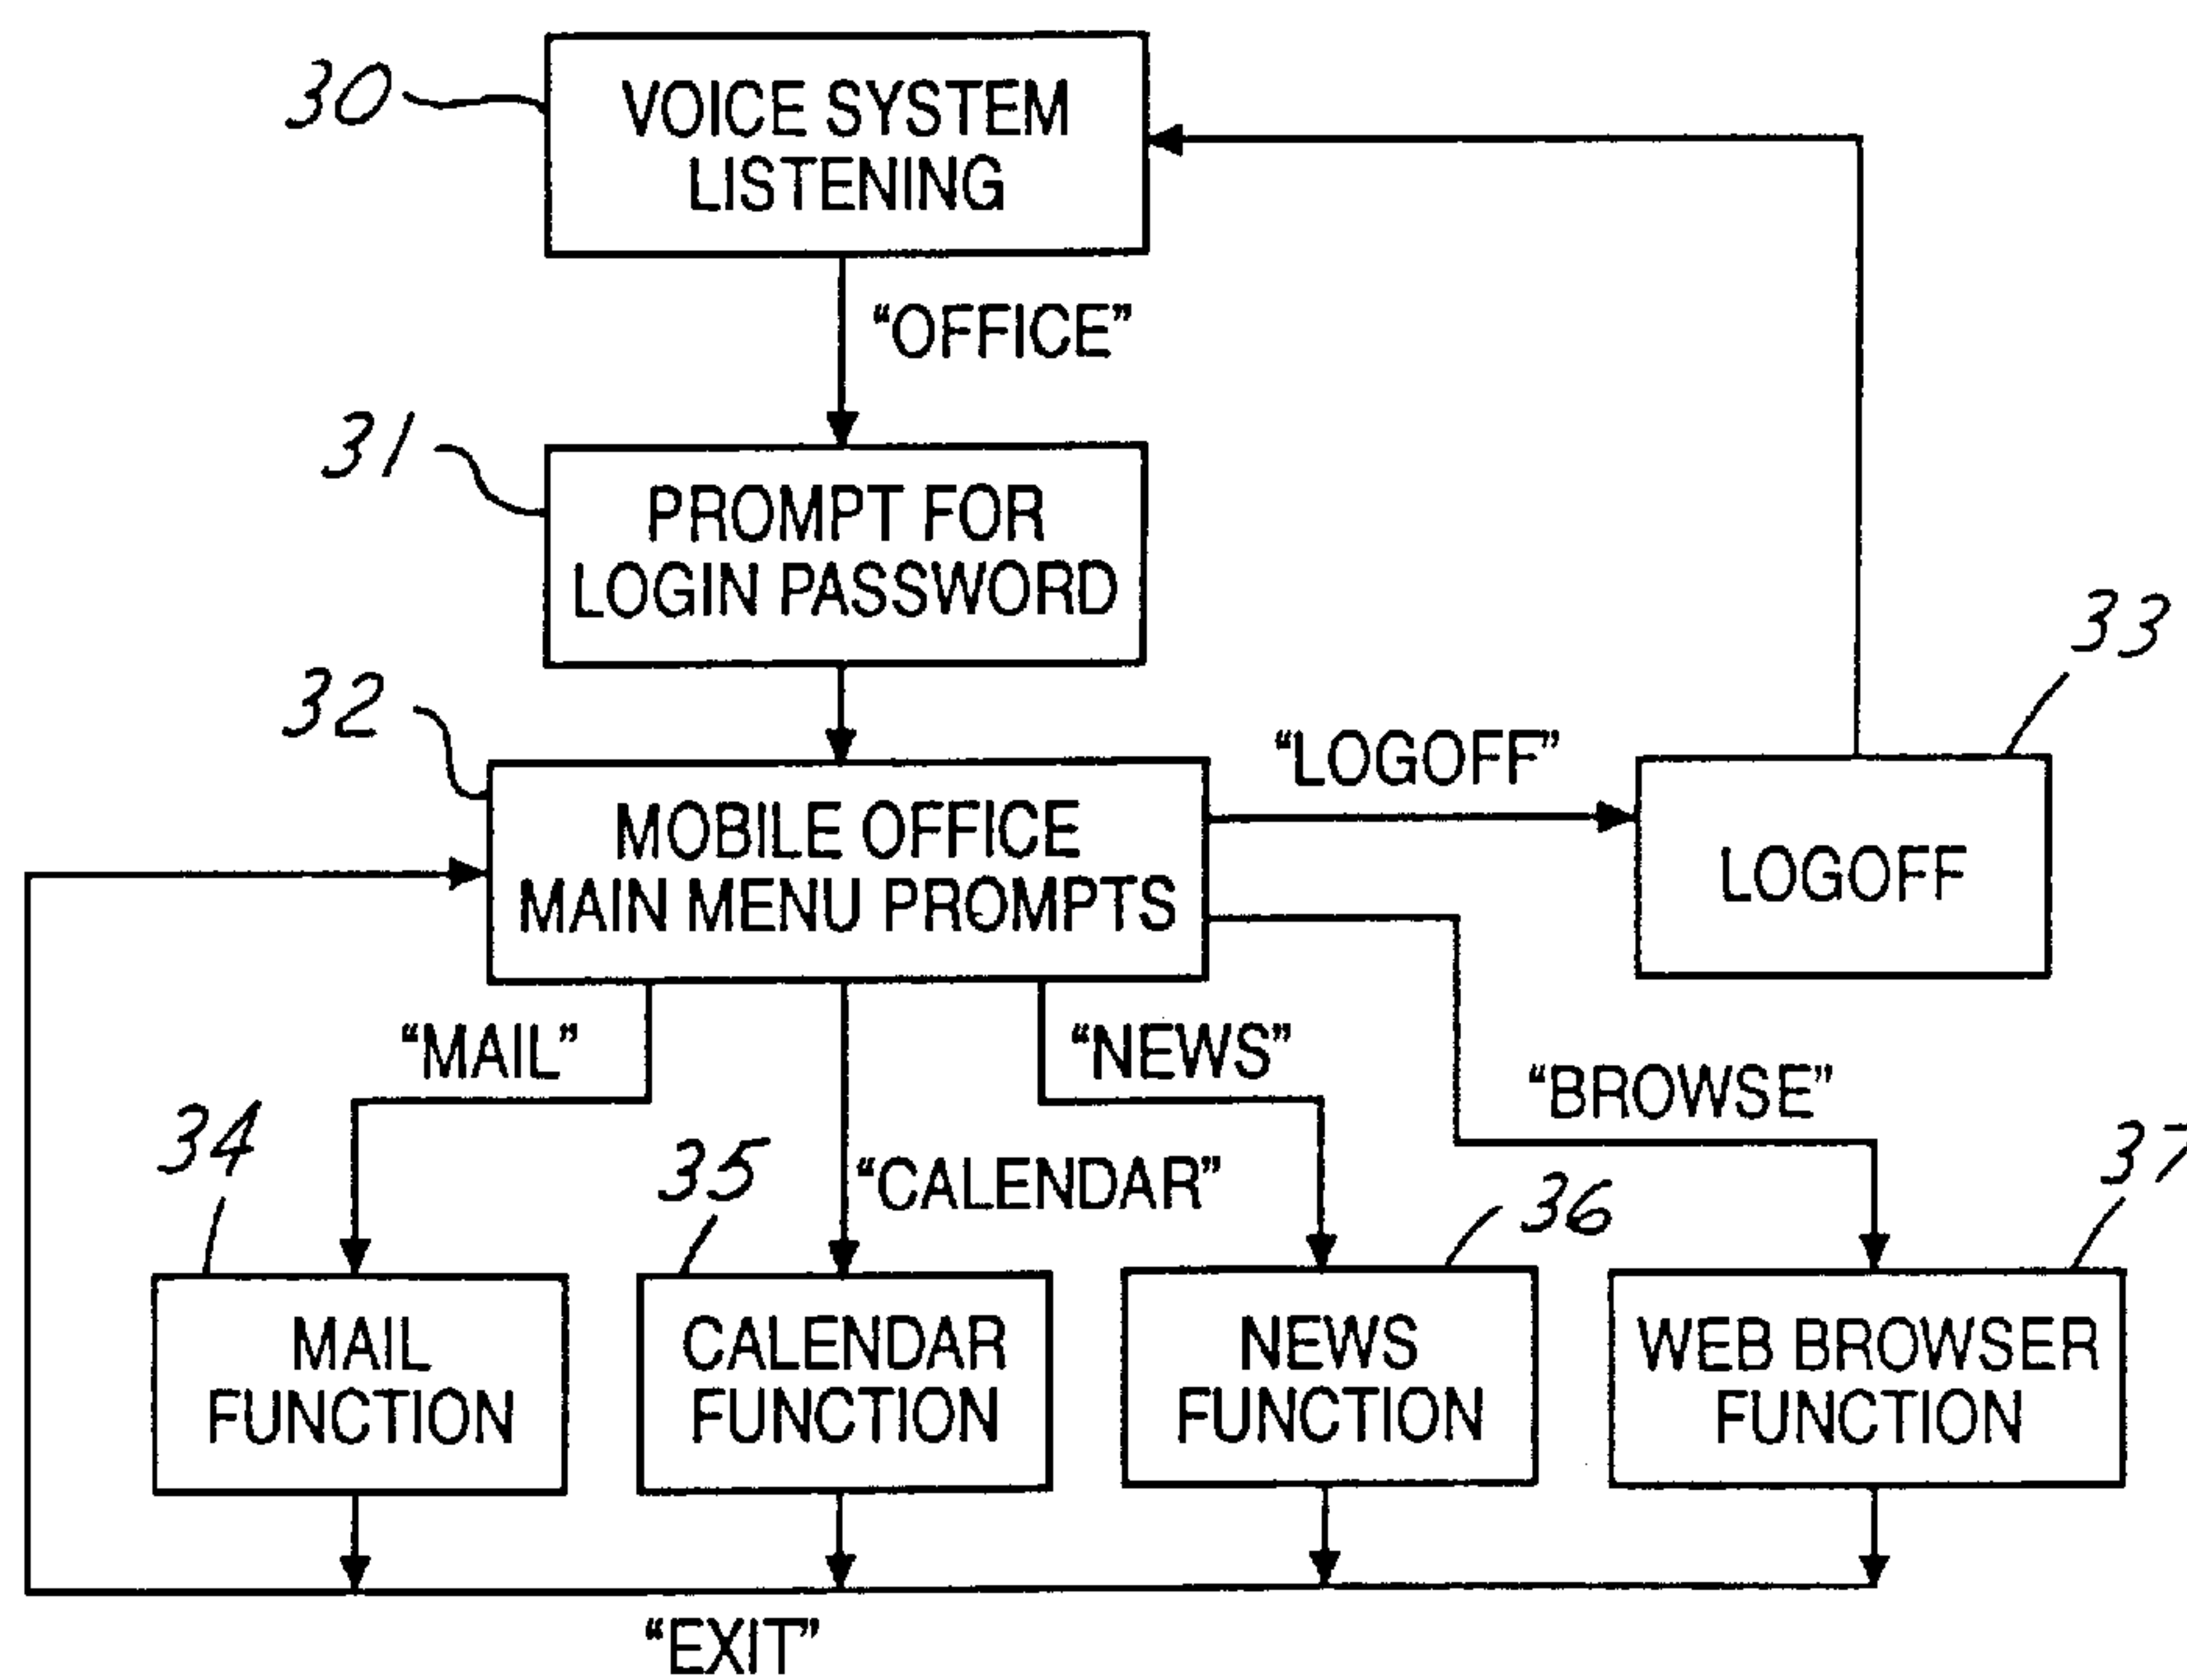 30
VOICE SYSTEM
LISTENING
“OFFICE”
31
PROMPT FOR
LOGIN PASSWORD
32
MOBILE OFFICE
MAIN MENU PROMPTS
“LOGOFF”
33
LOGOFF
“MAIL”
“NEWS”
“BROWSE”
“CALENDAR”
34
MAIL
FUNCTION
35
CALENDAR
FUNCTION
36
NEWS
FUNCTION
37
WEB BROWSER
FUNCTION
“EXIT”